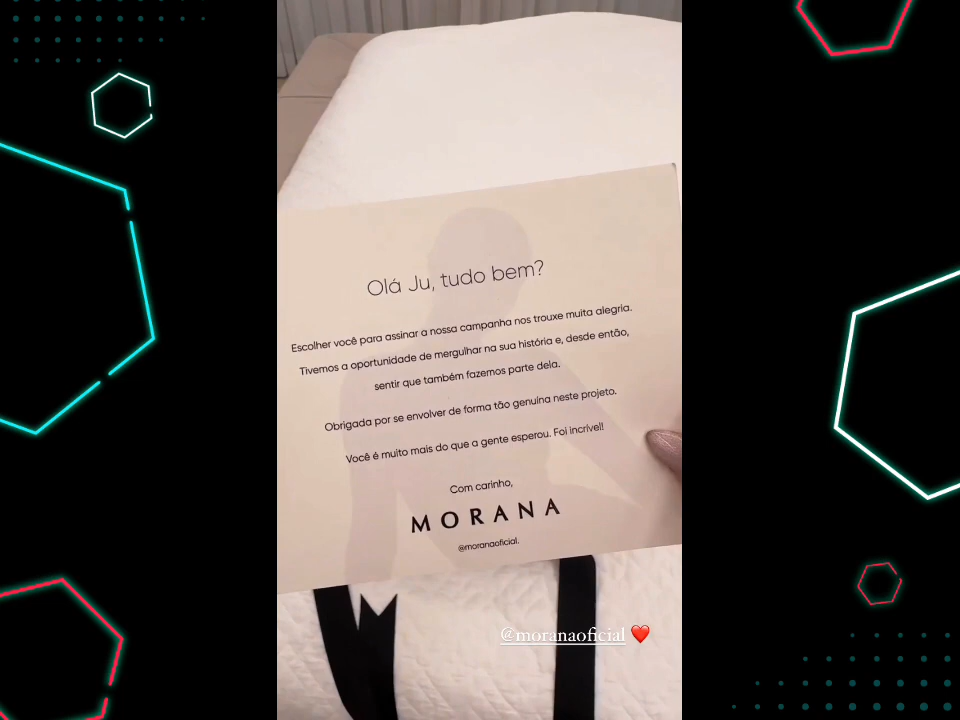 Olá Ju, tudo bem?
Escolher você para assinar a nossa campanha nos trouxe muita alegria.
Tivemos a oportunidade de mergulhar na sua história e, desde então,
sentir que também fazemos parte dela.
Obrigada por se envolver de forma tão genuína neste projeto.
Você é muito mais do que a gente esperou. Foi incrível!
Com carinho,
MORANA
@moranaoficial.
@moranaoficial ❤️